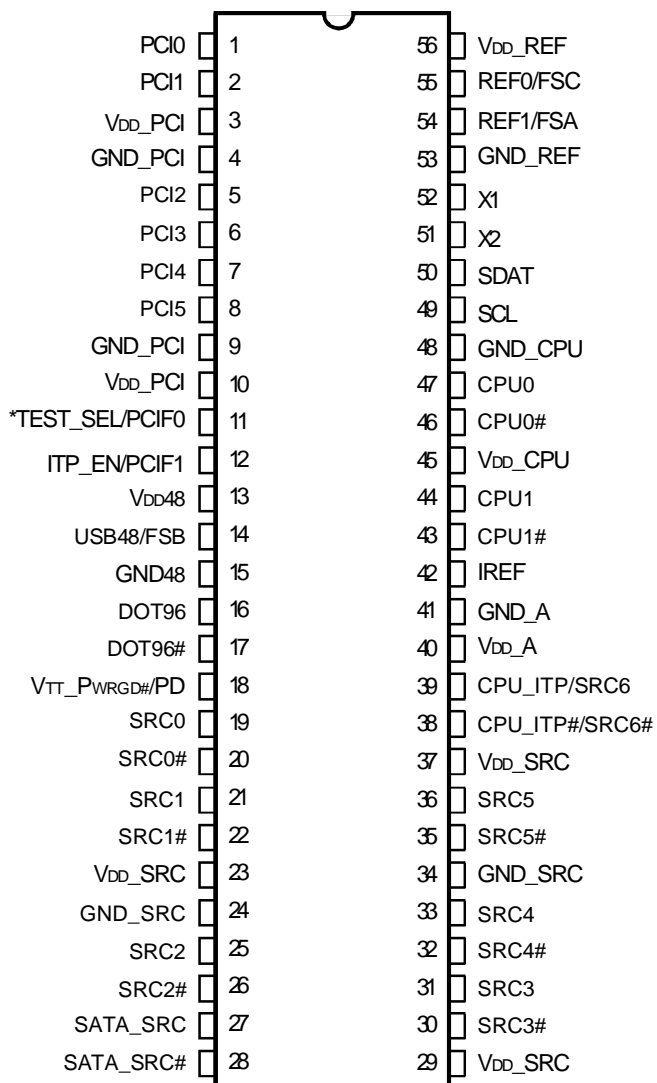 PCI0 1 56 VDD_REF
PCI1 2 55 REF0/FSC
VDD_PCI 3 54 REF1/FSA
GND_PCI 4 53 GND_REF
PCI2 5 52 X1
PCI3 6 51 X2
PCI4 7 50 SDAT
PCI5 8 49 SCL
GND_PCI 9 48 GND_CPU
VDD_PCI 10 47 CPU0
*TEST_SEL/PCIF0 11 46 CPU0#
ITP_EN/PCIF1 12 45 VDD_CPU
VDD48 13 44 CPU1
USB48/FSB 14 43 CPU1#
GND48 15 42 IREF
DOT96 16 41 GND_A
DOT96# 17 40 VDD_A
VTT_PWRGD#/PD 18 39 CPU_ITP/SRC6
SRC0 19 38 CPU_ITP#/SRC6#
SRC0# 20 37 VDD_SRC
SRC1 21 36 SRC5
SRC1# 22 35 SRC5#
VDD_SRC 23 34 GND_SRC
GND_SRC 24 33 SRC4
SRC2 25 32 SRC4#
SRC2# 26 31 SRC3
SATA_SRC 27 30 SRC3#
SATA_SRC# 28 29 VDD_SRC